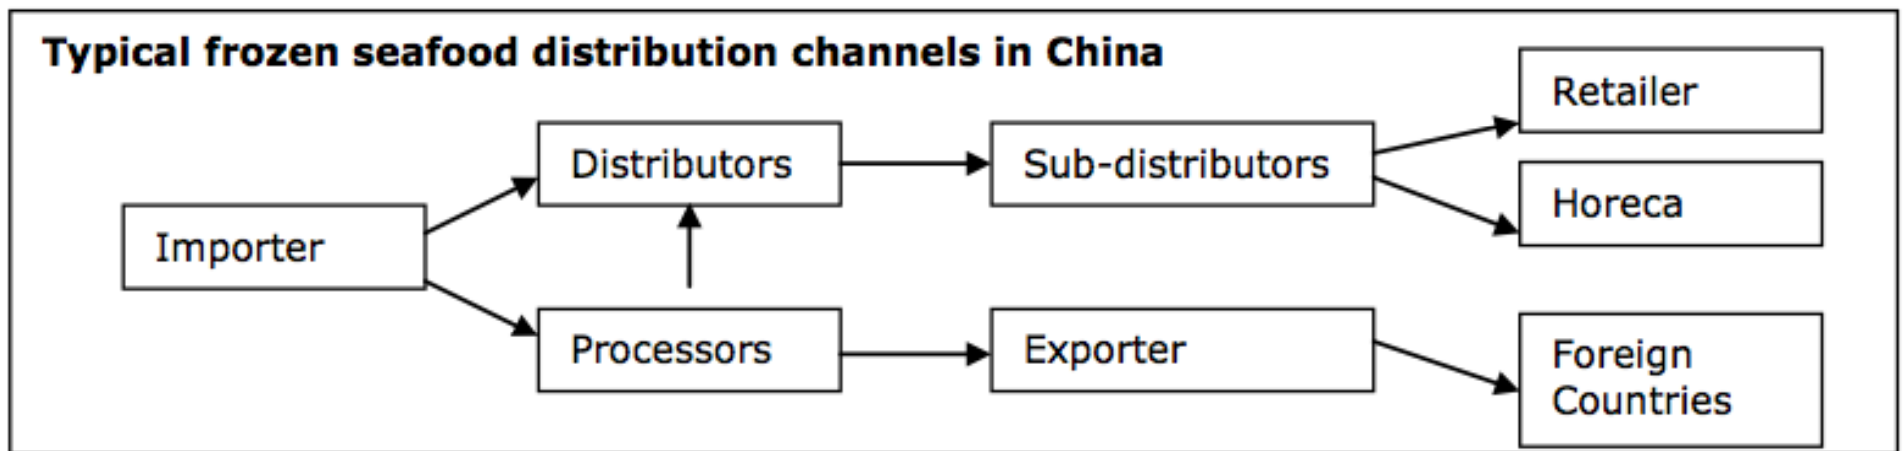 Typical frozen seafood distribution channels in China
Retailer
Distributors
Sub-distributors
Horeca
Importer
Processors
Exporter
Foreign
Countries